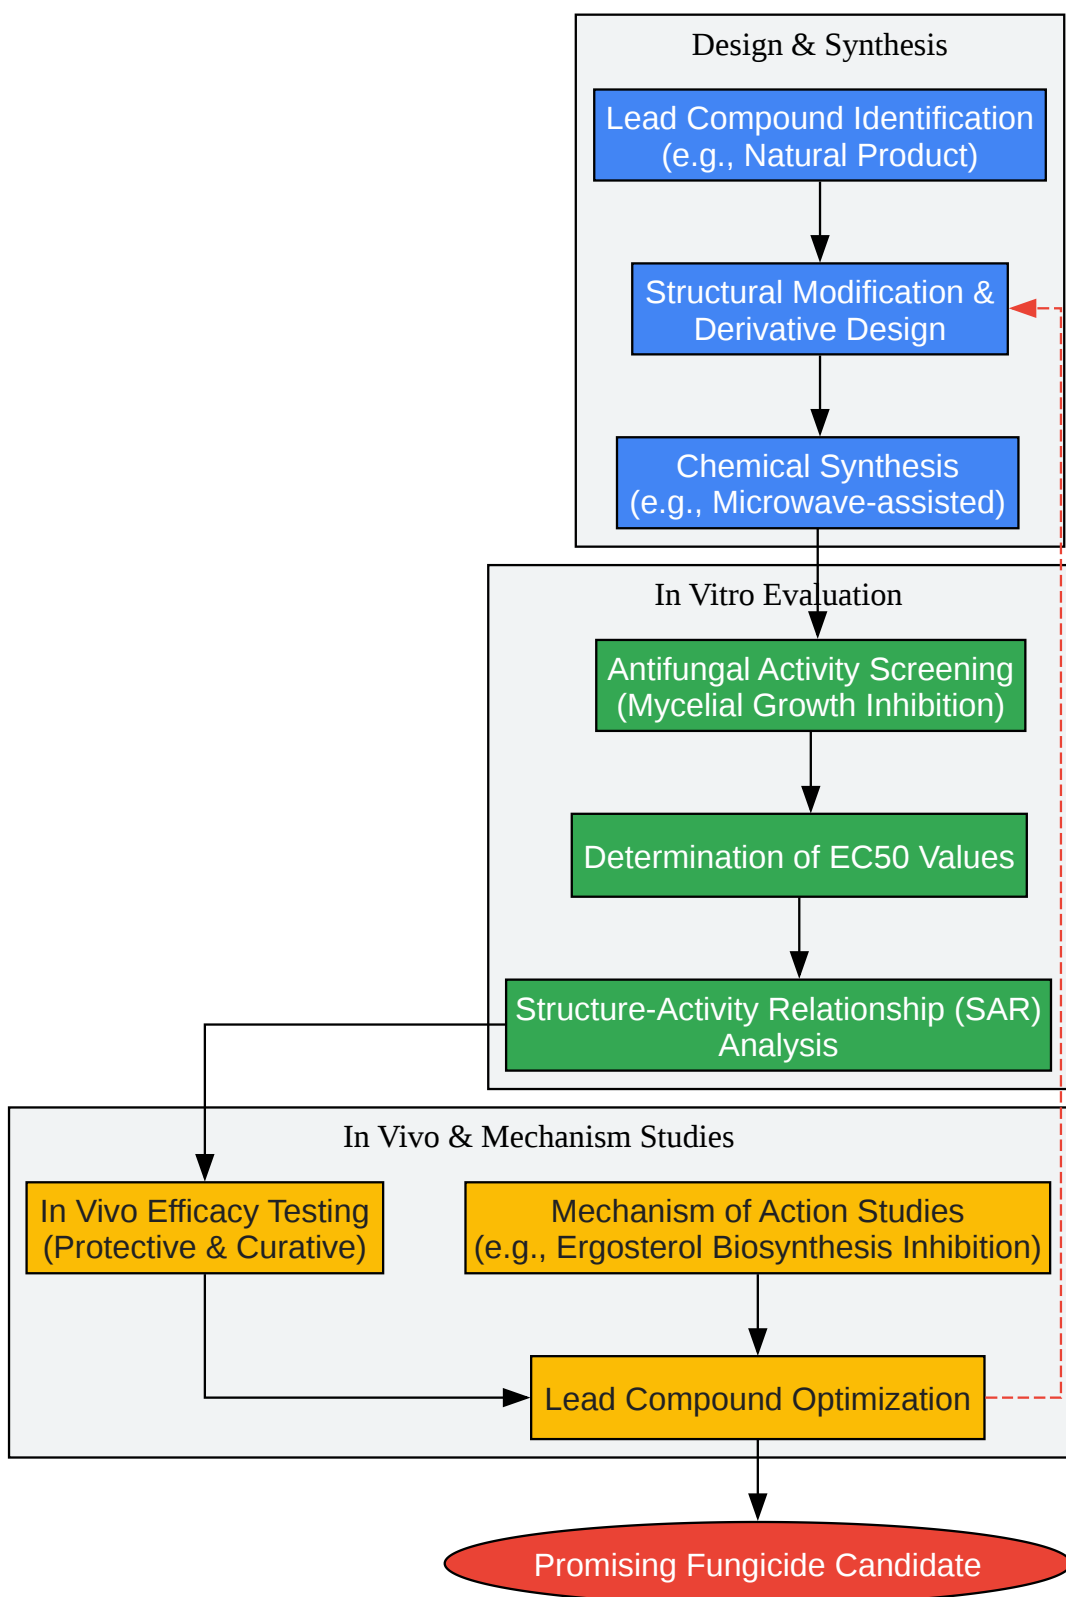 Design & Synthesis
Lead Compound Identification
(e.g., Natural Product)
Structural Modification &
Derivative Design
Chemical Synthesis
(e.g., Microwave-assisted)
In Vitro Evaluation
Antifungal Activity Screening
(Mycelial Growth Inhibition)
Determination of EC50 Values
Structure-Activity Relationship (SAR)
Analysis
In Vivo & Mechanism Studies
In Vivo Efficacy Testing
(Protective & Curative)
Mechanism of Action Studies
(e.g., Ergosterol Biosynthesis Inhibition)
Lead Compound Optimization
Promising Fungicide Candidate